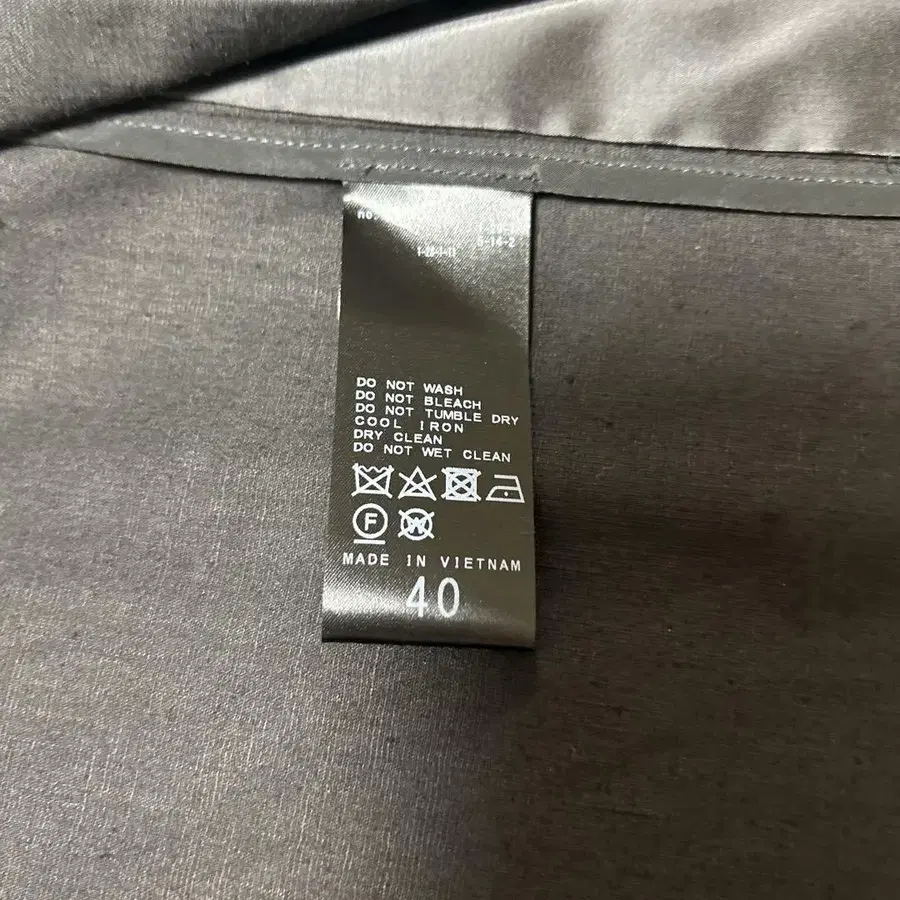 no.
DO NOT WASH
DO NOT BLEACH
DO NOT TUMBLE DRY
COOL IRON
DRY CLEAN
DO NOT WET CLEAN
F W
MADE IN VIETNAM
40